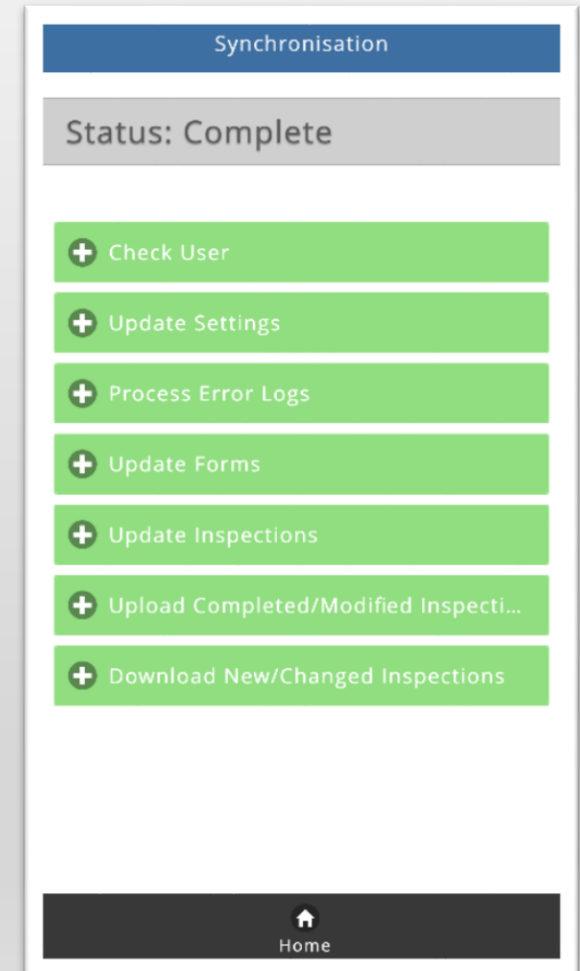 Synchronisation
Status: Complete
Check User
Update Settings
Process Error Logs
Update Forms
Update Inspections
Upload Completed/Modified Inspecti...
Download New/Changed Inspections
Home